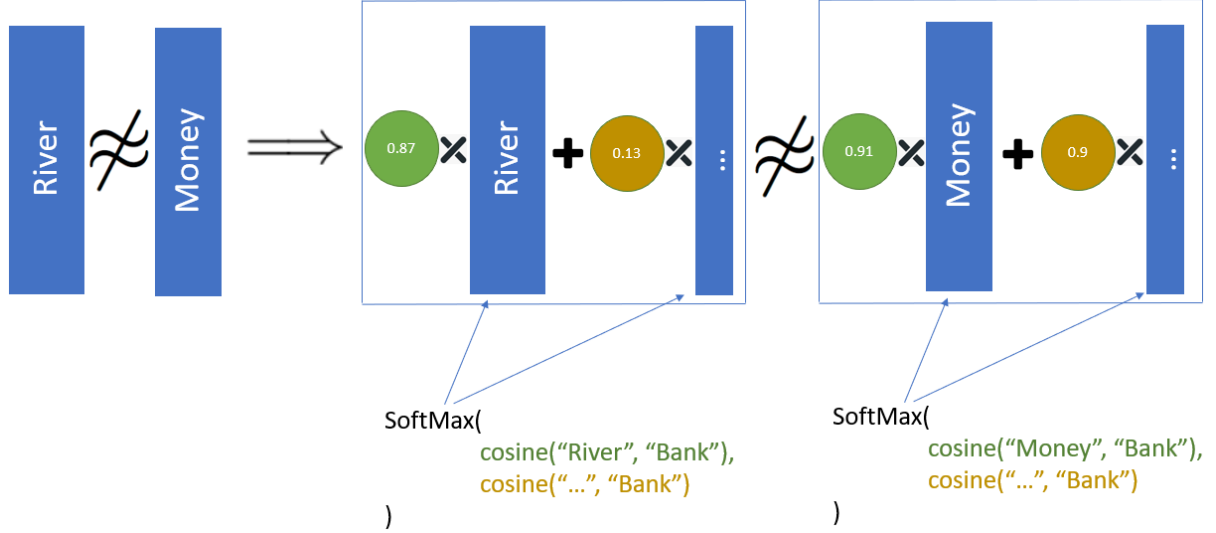 River
≉
Money
⟹
0.87
×
River
+
0.13
×
...
≉
0.91
×
Money
+
0.9
×
...
SoftMax(
cosine("River", "Bank"),
cosine("...", "Bank")
)
SoftMax(
cosine("Money", "Bank"),
cosine("...", "Bank")
)